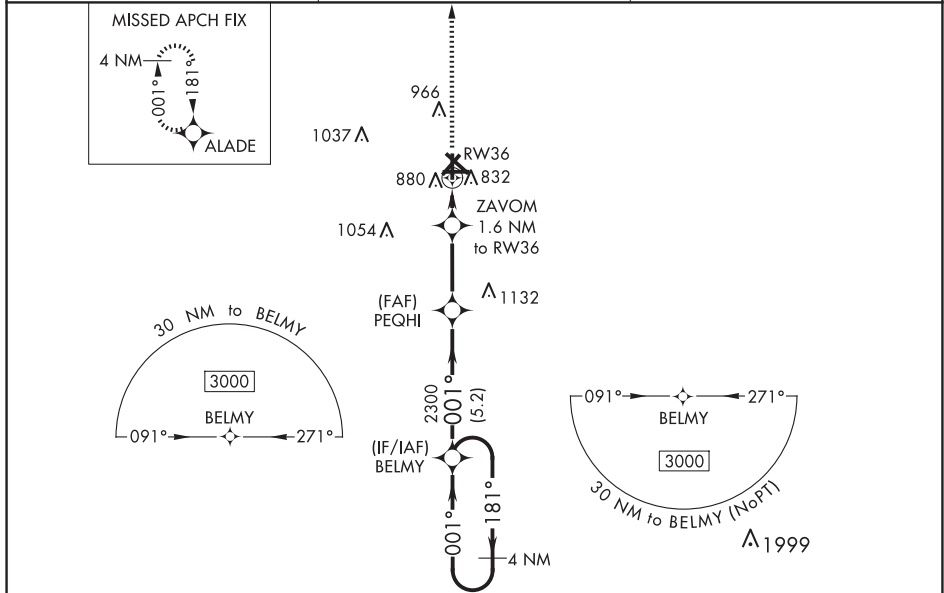 MISSED APCH FIX
4 NM
001°
181°
ALADE
966
1037
RW36
880
832
ZAVOM
1.6 NM
to RW36
1054
(FAF)
PEQHI
1132
30 NM to BELMY
3000
BELMY
091°
271°
2300
001°
(5.2)
(IF/IAF)
BELMY
001°
181°
4 NM
091°
271°
BELMY
3000
30 NM to BELMY (NoPT)
1999